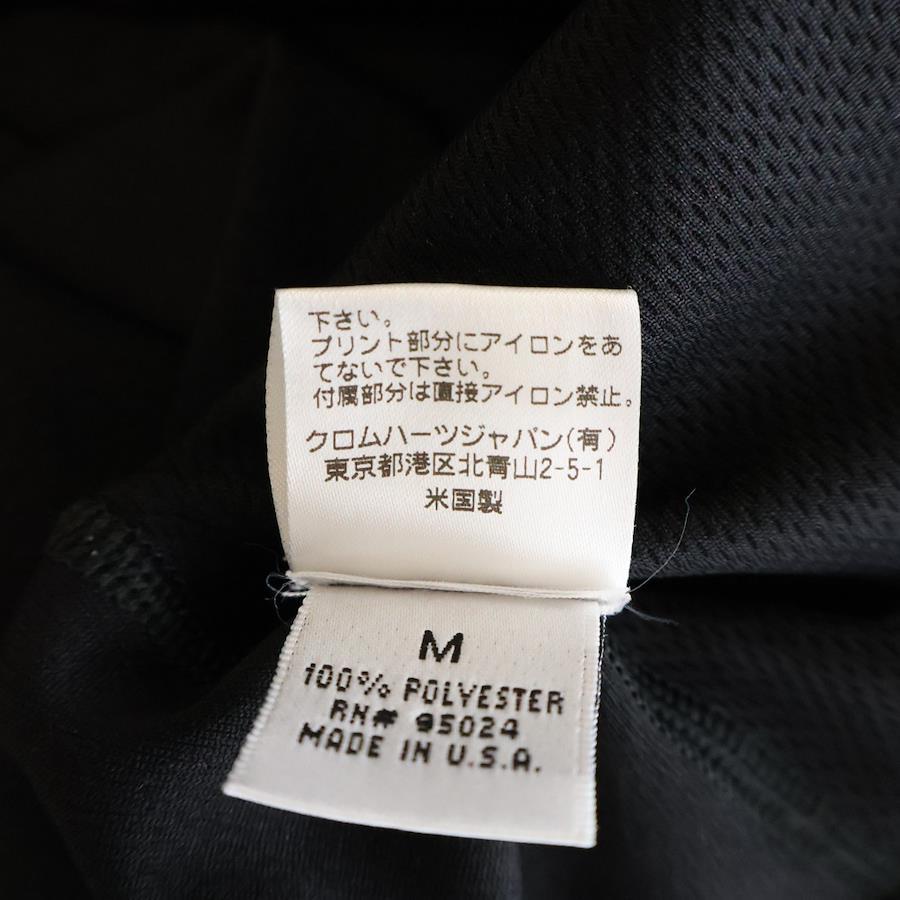 下さい。
プリント部分にアイロンをあ
てないで下さい。
付属部分は直接アイロン禁止。
クロムハーツジャパン(有)
東京都港区北青山2-5-1
米国製
M
100% POLYESTER
RN# 95024
MADE IN U.S.A.